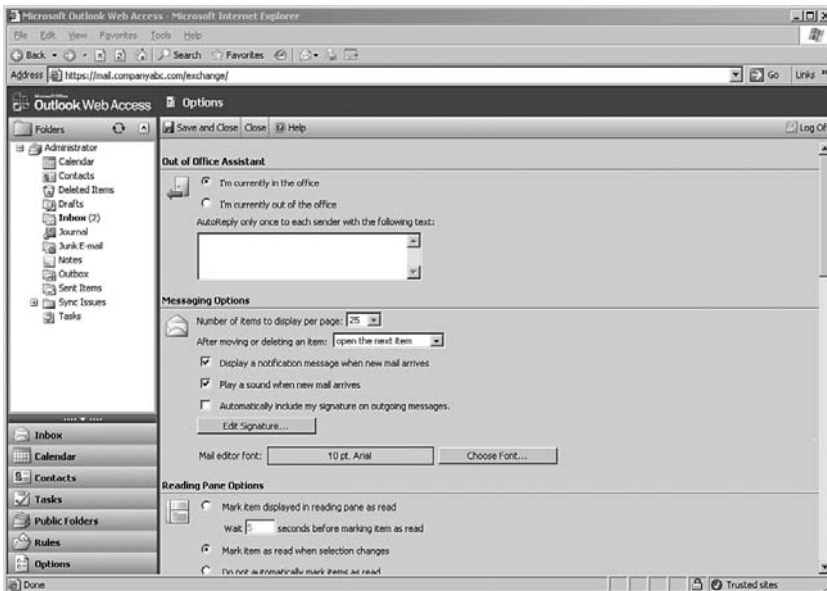 Microsoft Outlook Web Access - Microsoft Internet Explorer
File Edit View Favorites Tools Help
Back Search Favorites
Address https://mail.companyabc.com/exchange/ Go Links »
Microsoft Office
Outlook Web Access Options
Folders Save and Close Close Help Log Of
Administrator
Calendar
Contacts
Deleted Items
Drafts
Inbox (2)
Journal
Junk E-mail
Notes
Outbox
Sent Items
Sync Issues
Tasks
Inbox
Calendar
Contacts
Tasks
Public Folders
Rules
Options
Out of Office Assistant
I'm currently in the office
I'm currently out of the office
AutoReply only once to each sender with the following text:
Messaging Options
Number of items to display per page: 25
After moving or deleting an item: open the next item
Display a notification message when new mail arrives
Play a sound when new mail arrives
Automatically include my signature on outgoing messages.
Edit Signature...
Mail editor font: 10 pt. Arial Choose Font...
Reading Pane Options
Mark item displayed in reading pane as read
Wait 5 seconds before marking item as read
Mark item as read when selection changes
Do not automatically mark items as read
Done Trusted sites